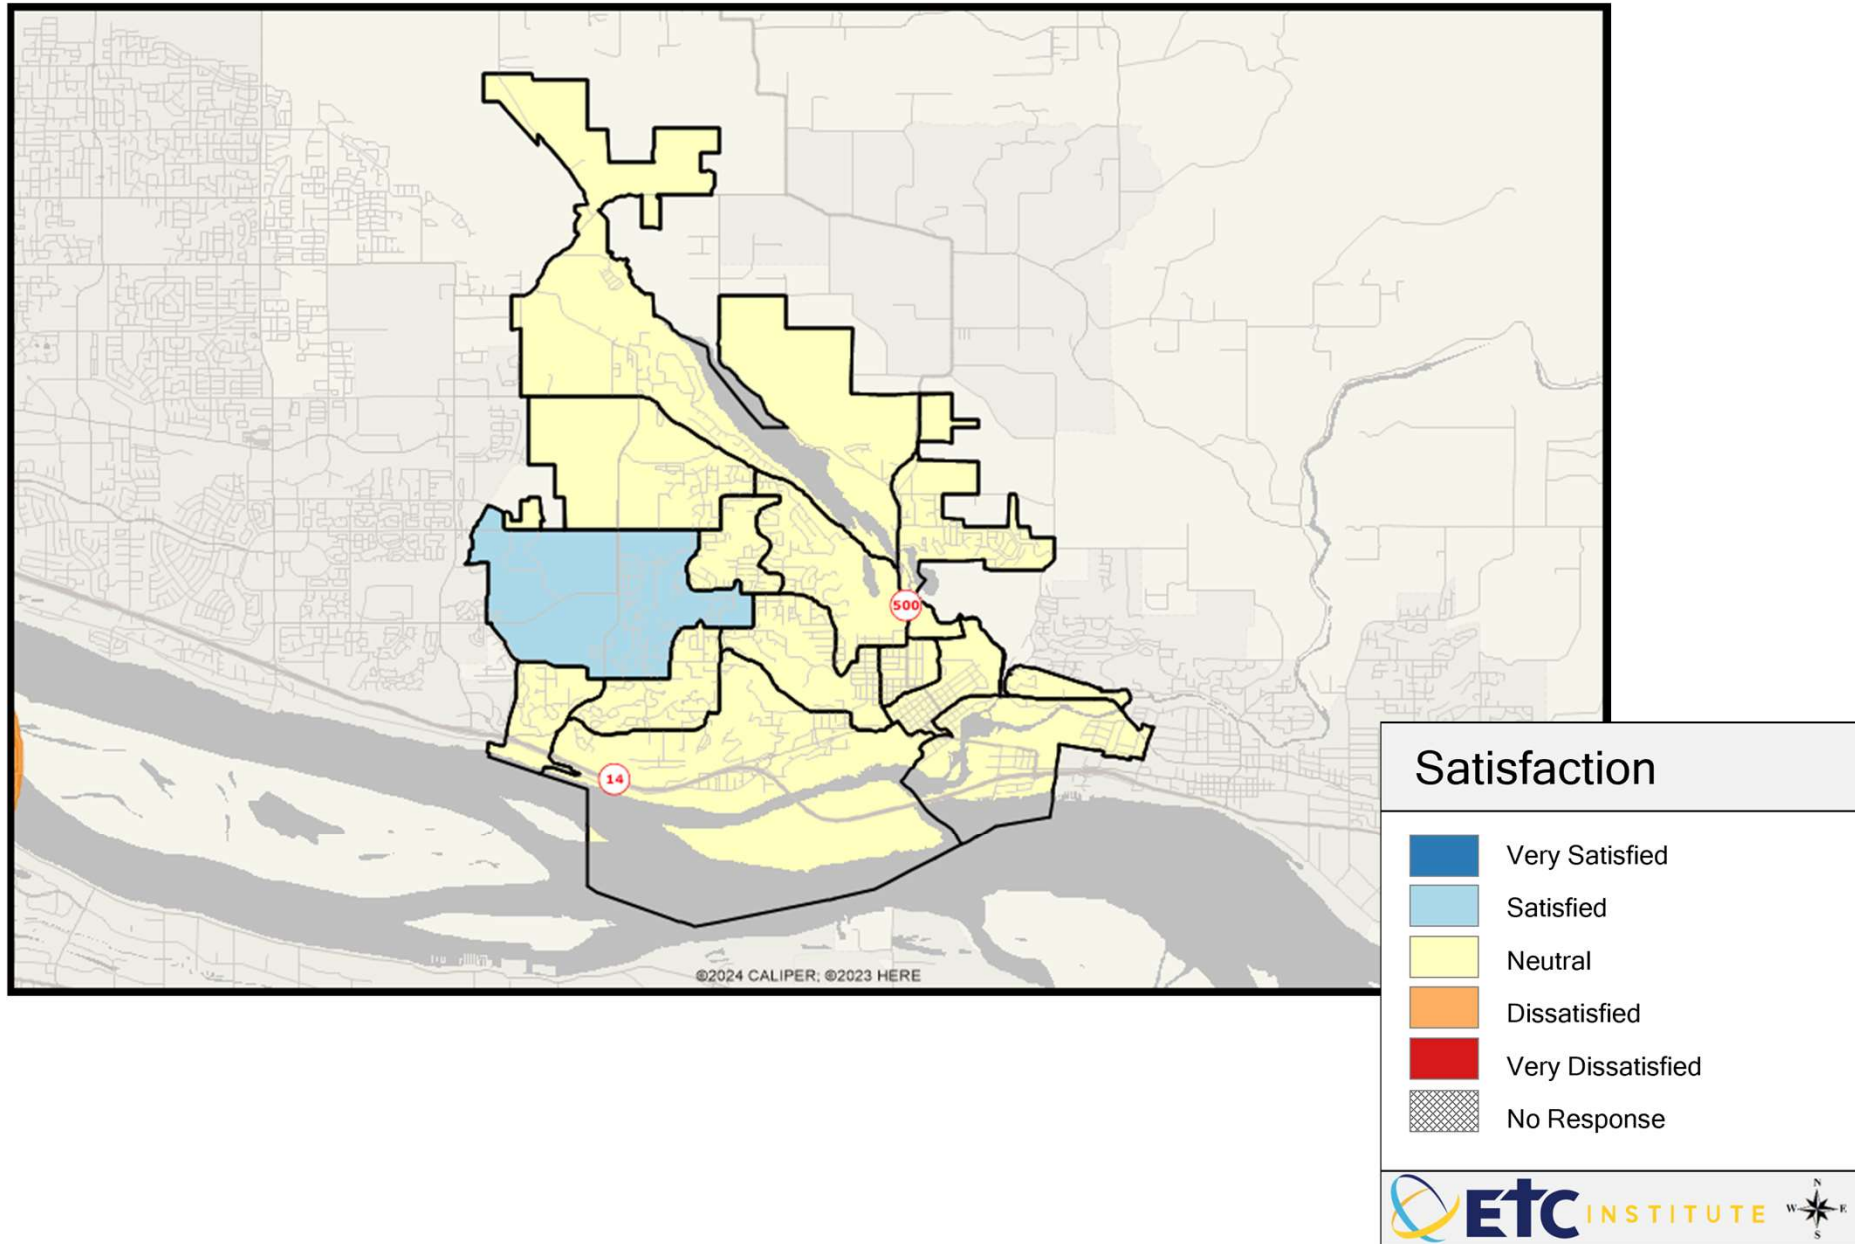 500
14
©2024 CALIPER; ©2023 HERE
Satisfaction
Very Satisfied
Satisfied
Neutral
Dissatisfied
Very Dissatisfied
No Response
ETC INSTITUTE
N
W E
S